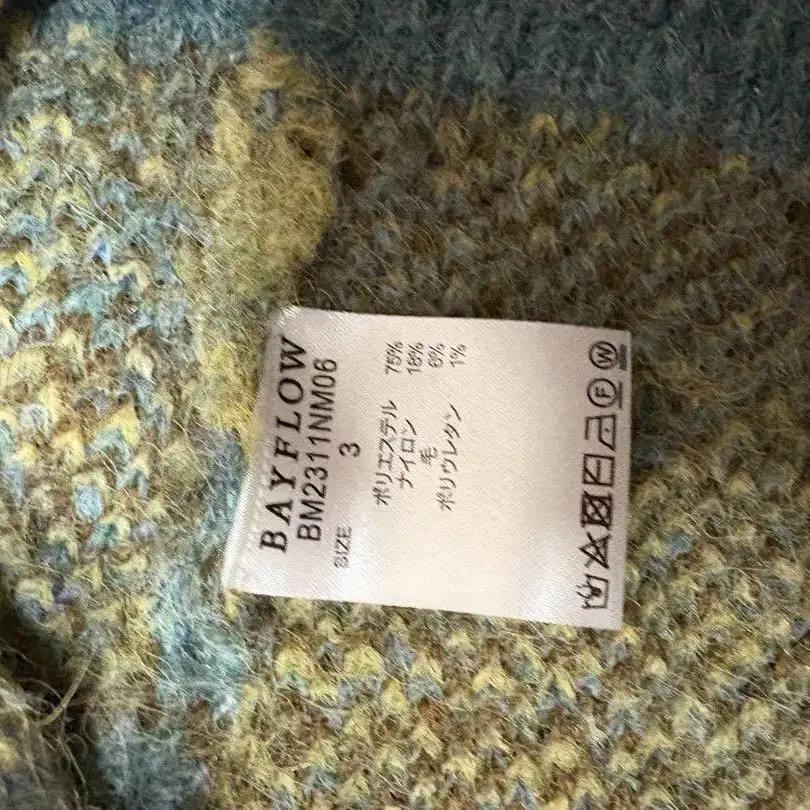 BAYFLOW
BM2311NM06
SIZE 3
ポリエステル 75%
ナイロン 18%
毛 6%
ポリウレタン 1%
F W